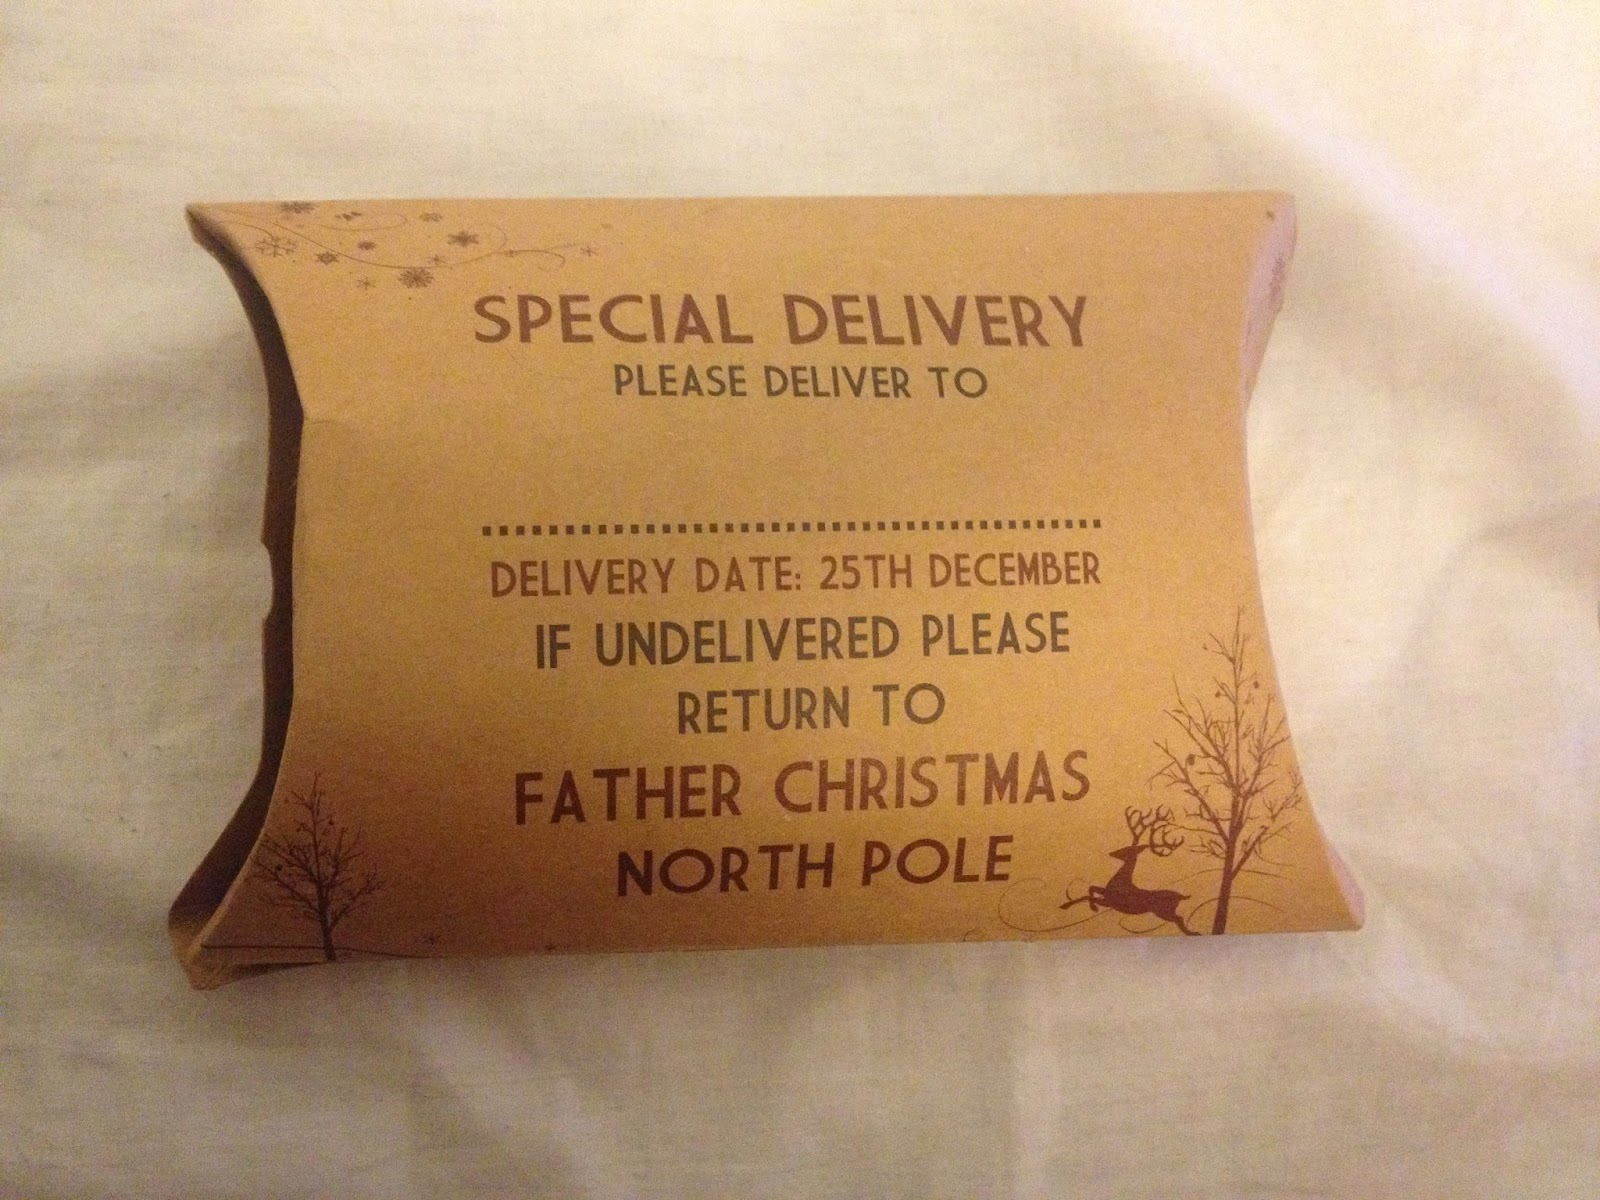 SPECIAL DELIVERY
PLEASE DELIVER TO
DELIVERY DATE: 25TH DECEMBER
IF UNDELIVERED PLEASE
RETURN TO
FATHER CHRISTMAS
NORTH POLE